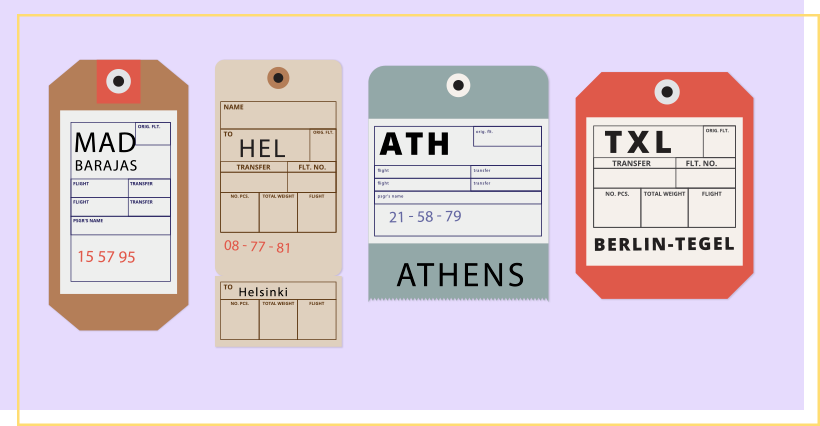 MAD
ORIG. FLT.
BARAJAS
FLIGHT TRANSFER
FLIGHT TRANSFER
PSGR'S NAME
15 57 95
NAME
TO
HEL
ORIG. FLT.
TRANSFER FLT. NO.
NO. PCS. TOTAL WEIGHT FLIGHT
08 - 77 - 81
TO Helsinki
NO. PCS. TOTAL WEIGHT FLIGHT
ATH
orig. flt.
flight transfer
flight transfer
psgr's name
21 - 58 - 79
ATHENS
TXL
ORIG. FLT.
TRANSFER FLT. NO.
NO. PCS. TOTAL WEIGHT FLIGHT
BERLIN-TEGEL